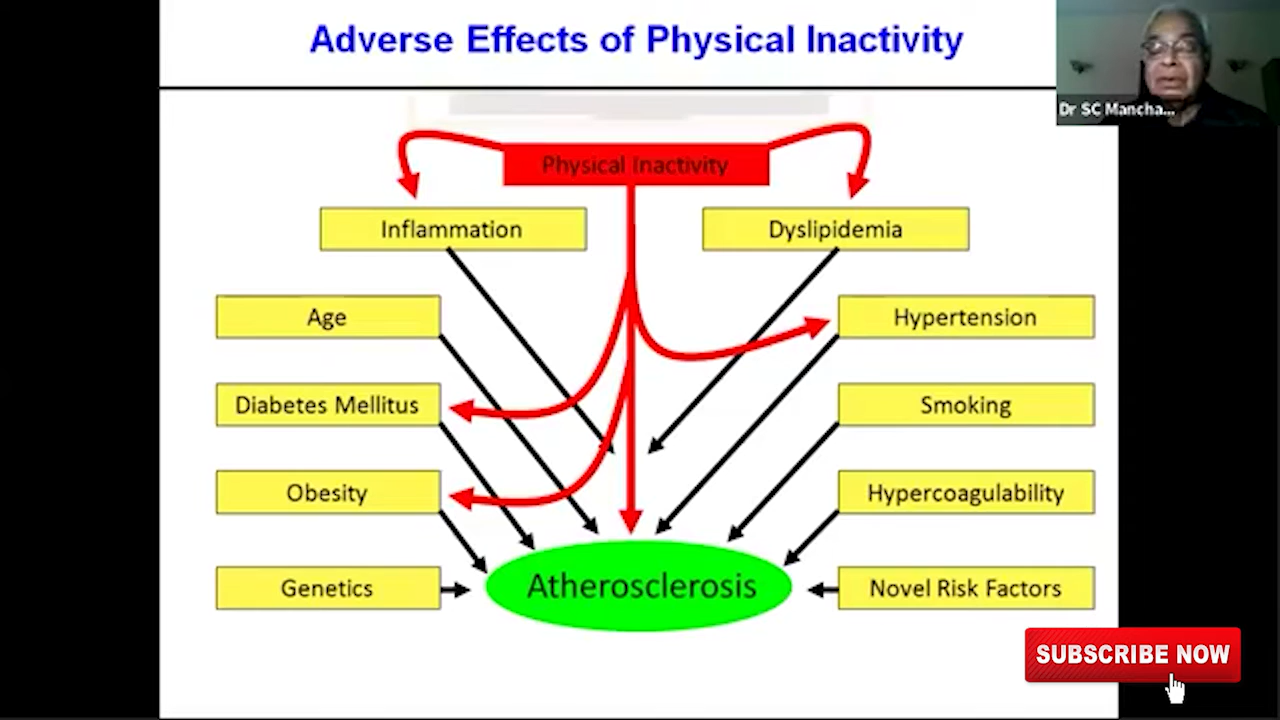 Adverse Effects of Physical Inactivity
Dr SC Mancha...
Physical Inactivity
Inflammation
Dyslipidemia
Age
Hypertension
Diabetes Mellitus
Smoking
Obesity
Hypercoagulability
Genetics
Atherosclerosis
Novel Risk Factors
SUBSCRIBE NOW